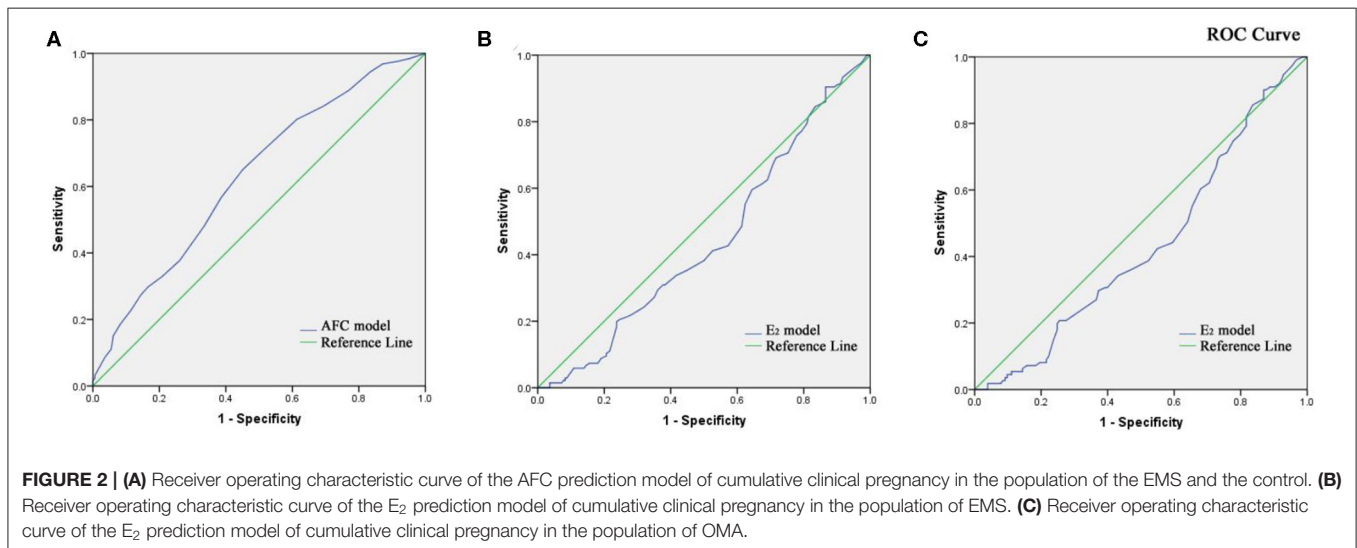 A
B
C
ROC Curve
1.0
0.8
0.6
0.4
0.2
0.0
Sensitivity
AFC model
Reference Line
0.0 0.2 0.4 0.6 0.8 1.0
1 - Specificity
1.0
0.8
0.6
0.4
0.2
0.0
Sensitivity
E₂ model
Reference Line
0.0 0.2 0.4 0.6 0.8 1.0
1 - Specificity
1.0
0.8
0.6
0.4
0.2
0.0
Sensitivity
E₂ model
Reference Line
0.0 0.2 0.4 0.6 0.8 1.0
1 - Specificity
FIGURE 2 | (A) Receiver operating characteristic curve of the AFC prediction model of cumulative clinical pregnancy in the population of the EMS and the control. (B)
Receiver operating characteristic curve of the E₂ prediction model of cumulative clinical pregnancy in the population of EMS. (C) Receiver operating characteristic
curve of the E₂ prediction model of cumulative clinical pregnancy in the population of OMA.